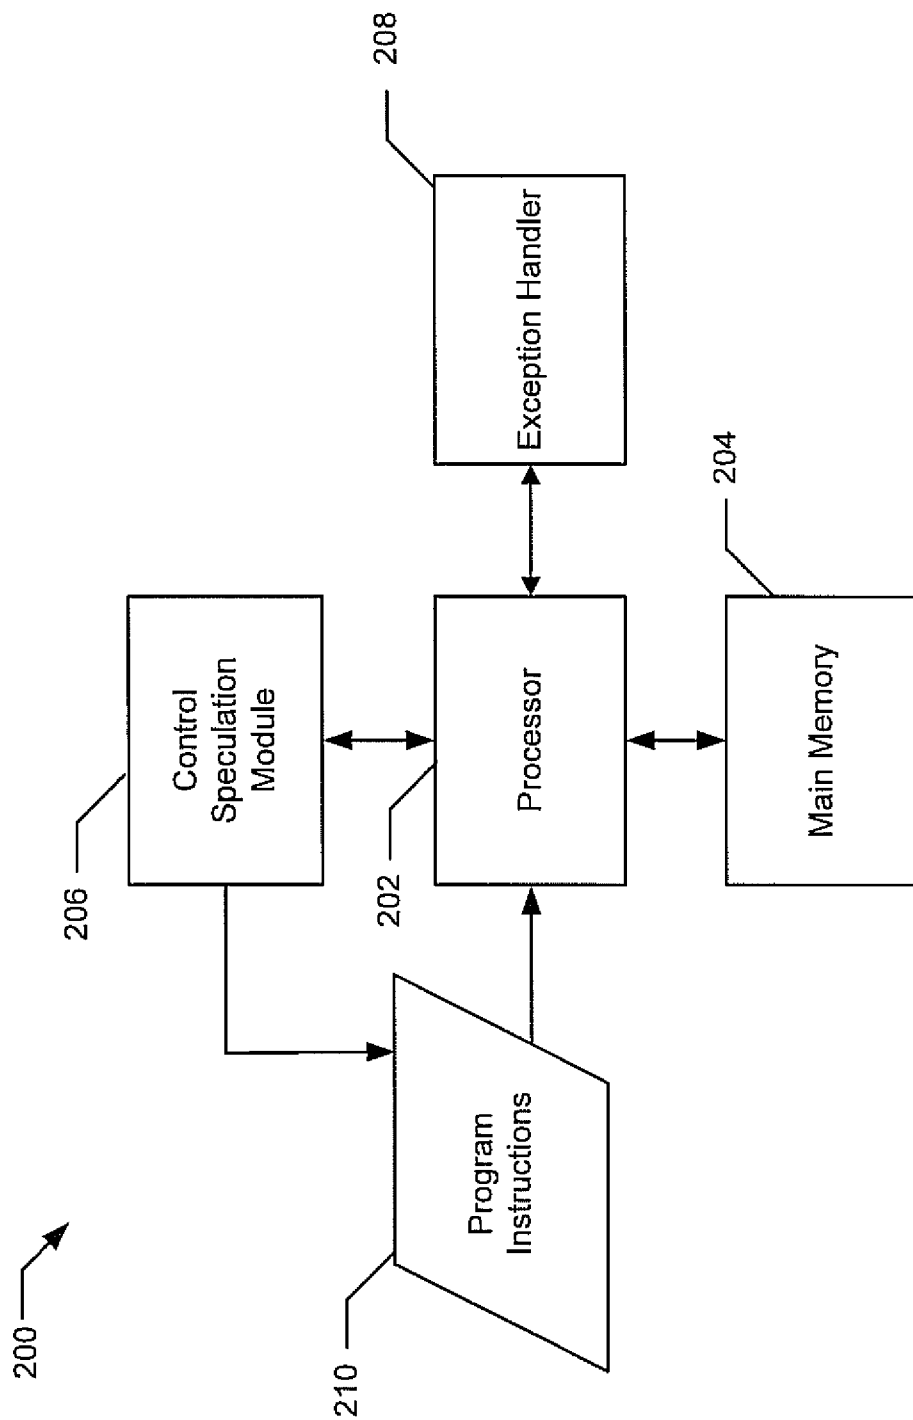 200
206
Control
Speculation
Module
208
210
Program
Instructions
202
Processor
Exception Handler
204
Main Memory